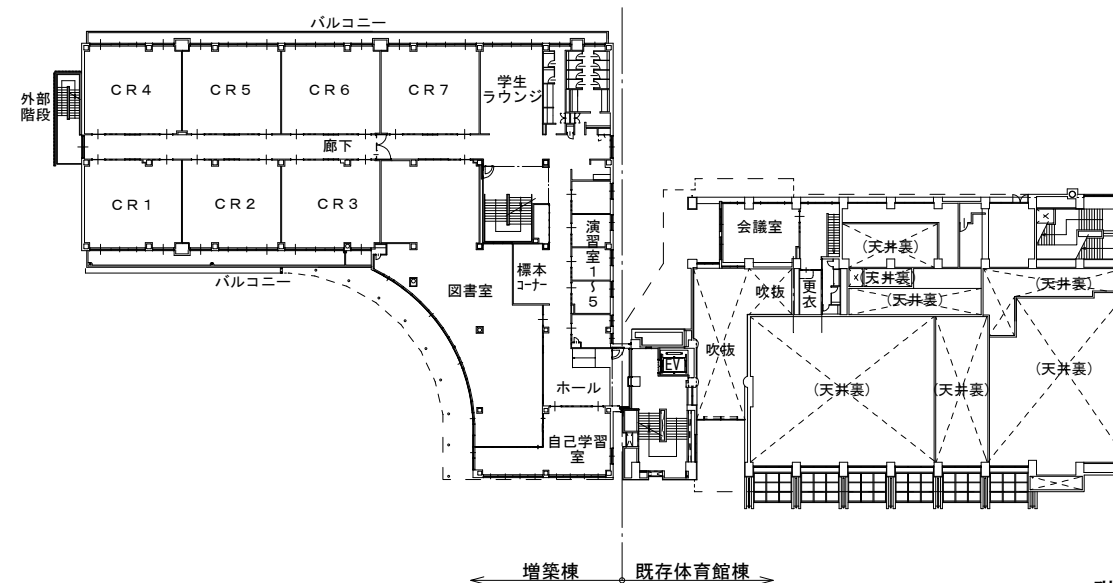 バルコニー
外部
階段
CR4
CR5
CR6
CR7
学生
ラウンジ
廊下
CR1
CR2
CR3
バルコニー
図書室
標本
コーナー
演習室1~5
ホール
自己学習
室
EV
会議室
吹抜
更衣
吹抜
(天井裏)
(天井裏)
(天井裏)
(天井裏)
(天井裏)
(天井裏)
(天井裏)
増築棟
既存体育館棟